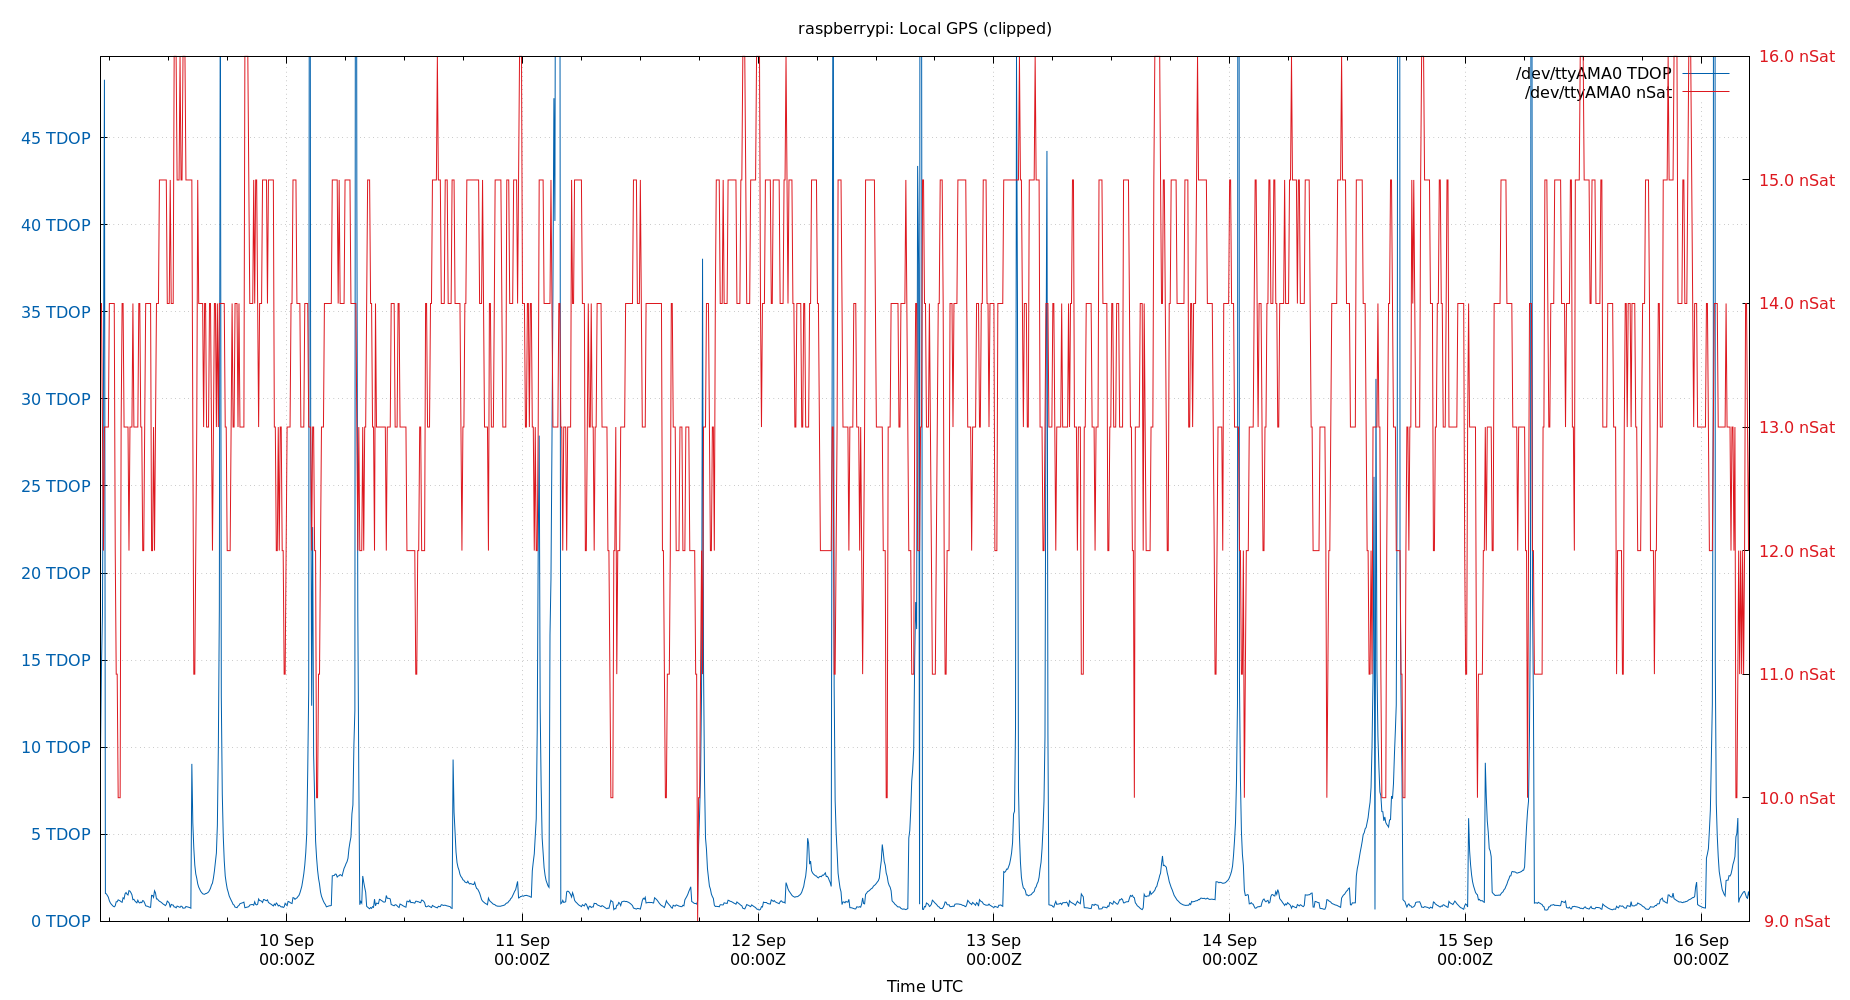 raspberrypi: Local GPS (clipped)
/dev/ttyAMA0 TDOP
/dev/ttyAMA0 nSat
45 TDOP
40 TDOP
35 TDOP
30 TDOP
25 TDOP
20 TDOP
15 TDOP
10 TDOP
5 TDOP
0 TDOP
16.0 nSat
15.0 nSat
14.0 nSat
13.0 nSat
12.0 nSat
11.0 nSat
10.0 nSat
9.0 nSat
10 Sep
00:00Z
11 Sep
00:00Z
12 Sep
00:00Z
13 Sep
00:00Z
14 Sep
00:00Z
15 Sep
00:00Z
16 Sep
00:00Z
Time UTC